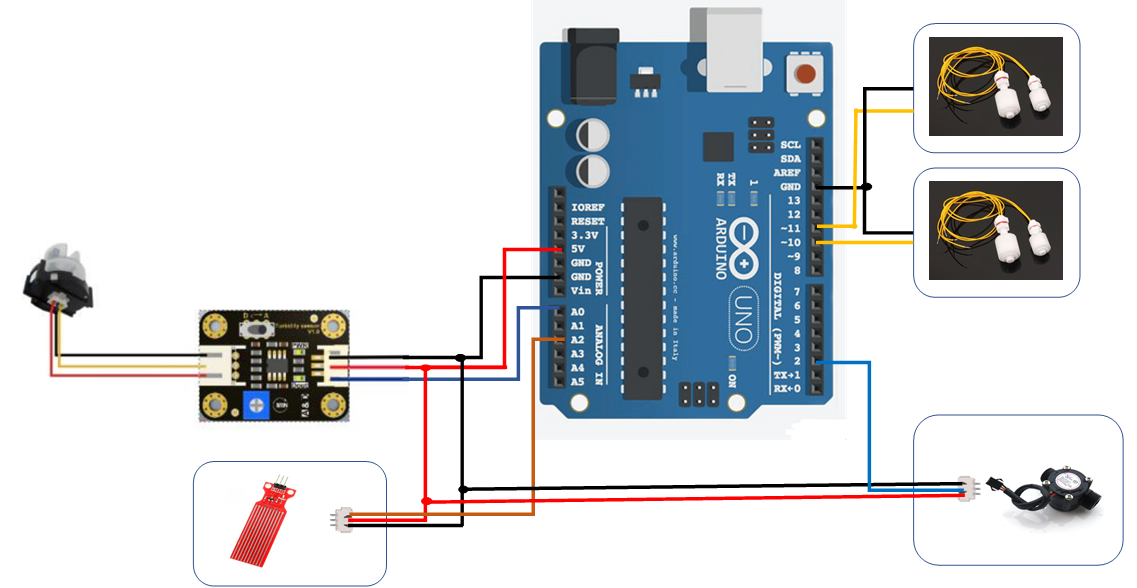 SCL
SDA
AREF
GND
13
12
~11
~10
~9
8
7
6
5
4
3
2
TX→1
RX←0
DIGITAL (PWM~)
IOREF
RESET
3.3V
5V
GND
GND
Vin
POWER
A0
A1
A2
A3
A4
A5
ANALOG IN
TX
RX
1
ARDUINO
UNO
www.arduino.cc - made in Italy
ON
D
A
Turbidity sensor
V1.0
PWR